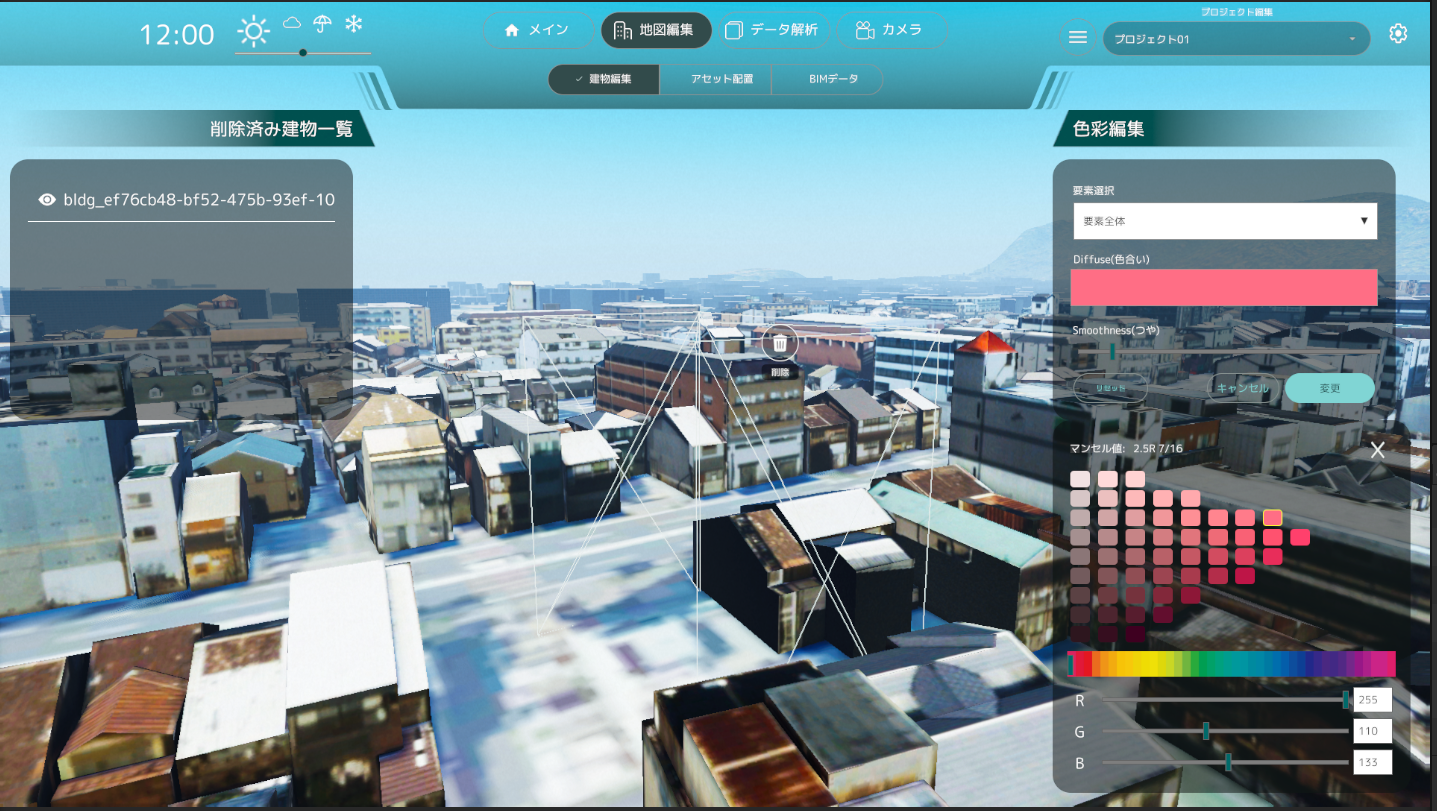 12:00
メイン
地図編集
データ解析
カメラ
プロジェクト編集
プロジェクト01
建物編集
アセット配置
BIMデータ
削除済み建物一覧
bldg_ef76cb48-bf52-475b-93ef-10
削除
色彩編集
要素選択
要素全体
Diffuse(色合い)
Smoothness(つや)
リセット
キャンセル
変更
マンセル値: 2.5R 7/16
R
255
G
110
B
133